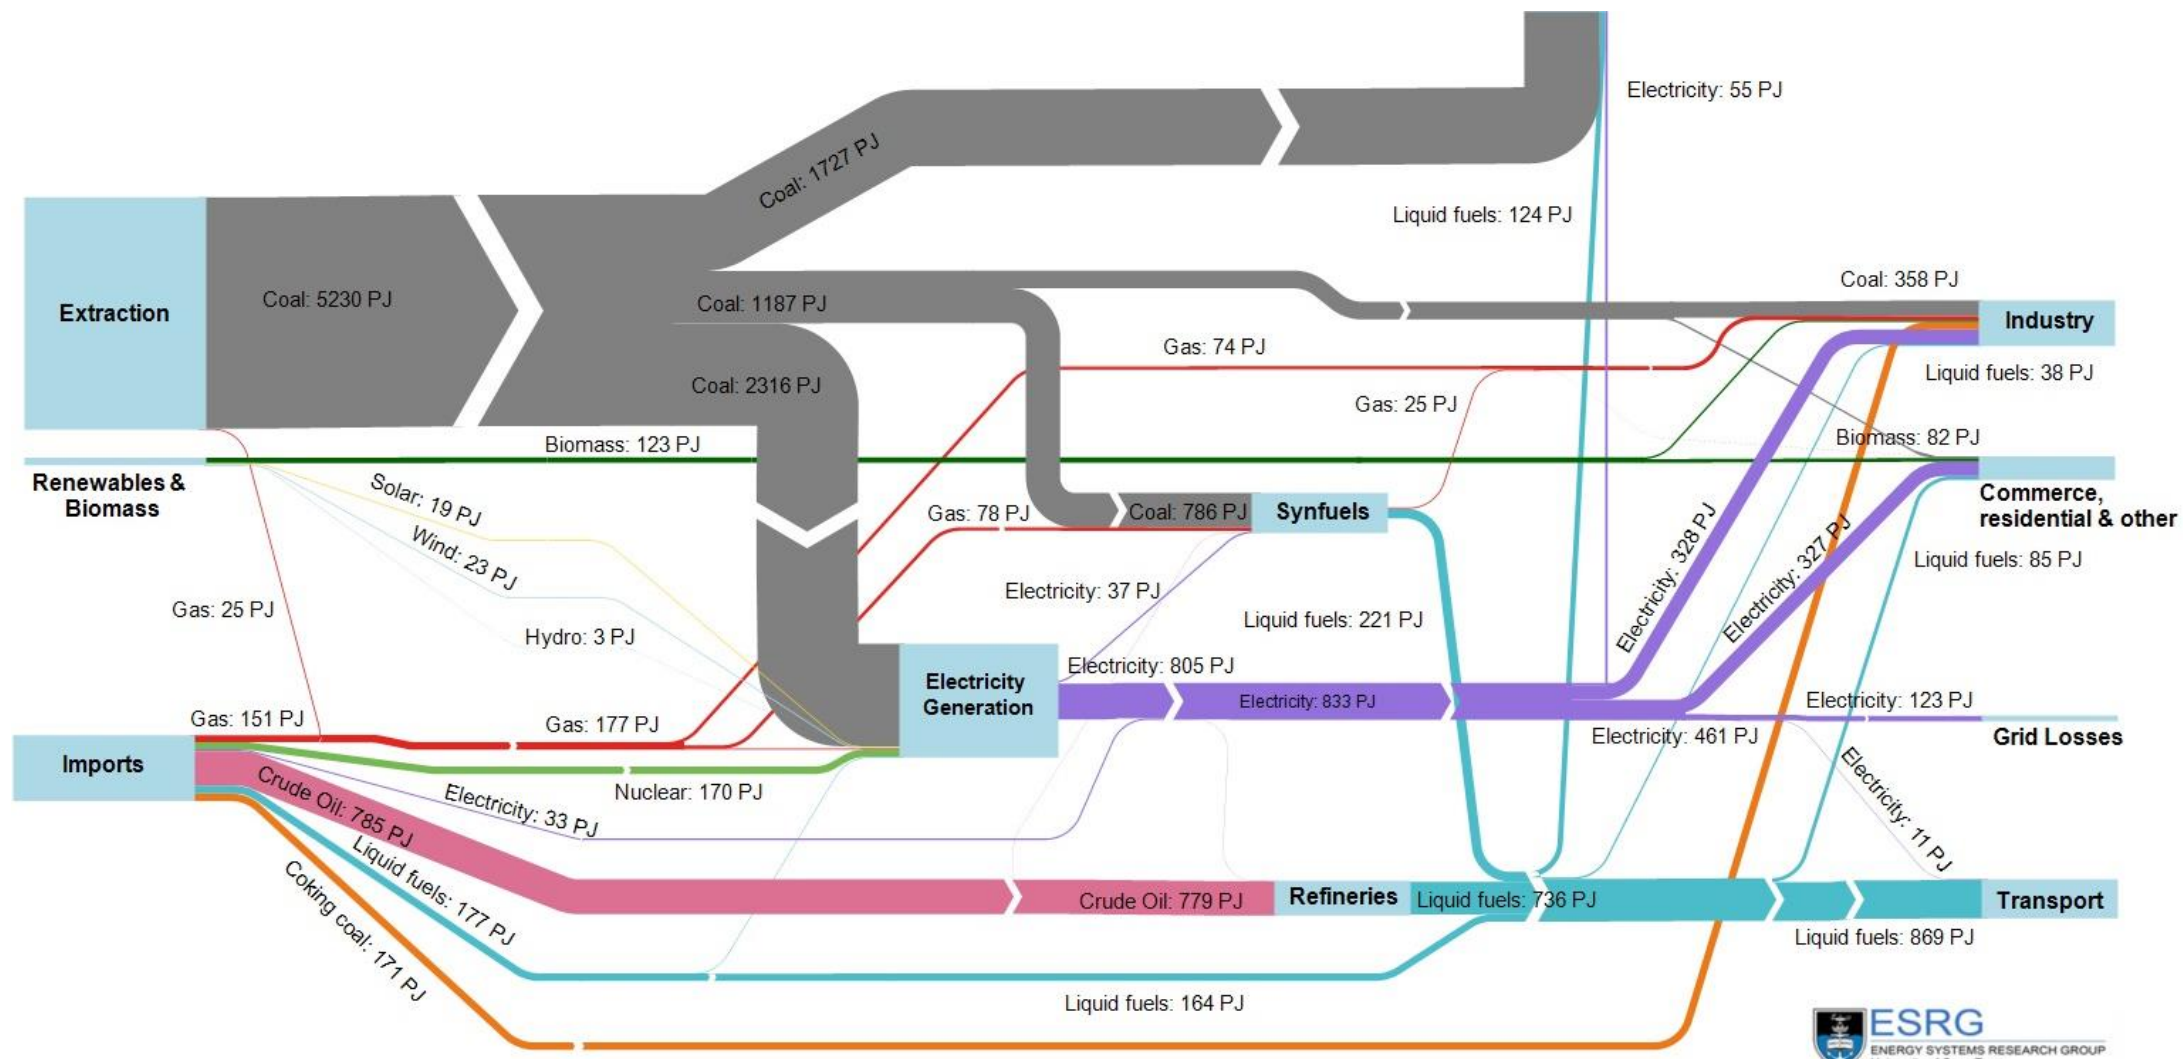 Electricity: 55 PJ
Coal: 1727 PJ
Liquid fuels: 124 PJ
Coal: 358 PJ
Extraction
Coal: 5230 PJ
Coal: 1187 PJ
Industry
Gas: 74 PJ
Coal: 2316 PJ
Liquid fuels: 38 PJ
Gas: 25 PJ
Biomass: 123 PJ
Biomass: 82 PJ
Renewables &
Biomass
Solar: 19 PJ
Gas: 78 PJ
Coal: 786 PJ
Synfuels
Commerce,
residential & other
Wind: 23 PJ
Electricity: 328 PJ
Electricity: 327 PJ
Liquid fuels: 85 PJ
Electricity: 37 PJ
Gas: 25 PJ
Hydro: 3 PJ
Liquid fuels: 221 PJ
Electricity: 805 PJ
Electricity
Generation
Electricity: 833 PJ
Electricity: 123 PJ
Gas: 151 PJ
Gas: 177 PJ
Electricity: 461 PJ
Grid Losses
Imports
Nuclear: 170 PJ
Crude Oil: 785 PJ
Electricity: 33 PJ
Electricity: 11 PJ
Liquid fuels: 177 PJ
Coking coal: 171 PJ
Crude Oil: 779 PJ
Refineries
Liquid fuels: 736 PJ
Transport
Liquid fuels: 869 PJ
Liquid fuels: 164 PJ
ESRG
ENERGY SYSTEMS RESEARCH GROUP